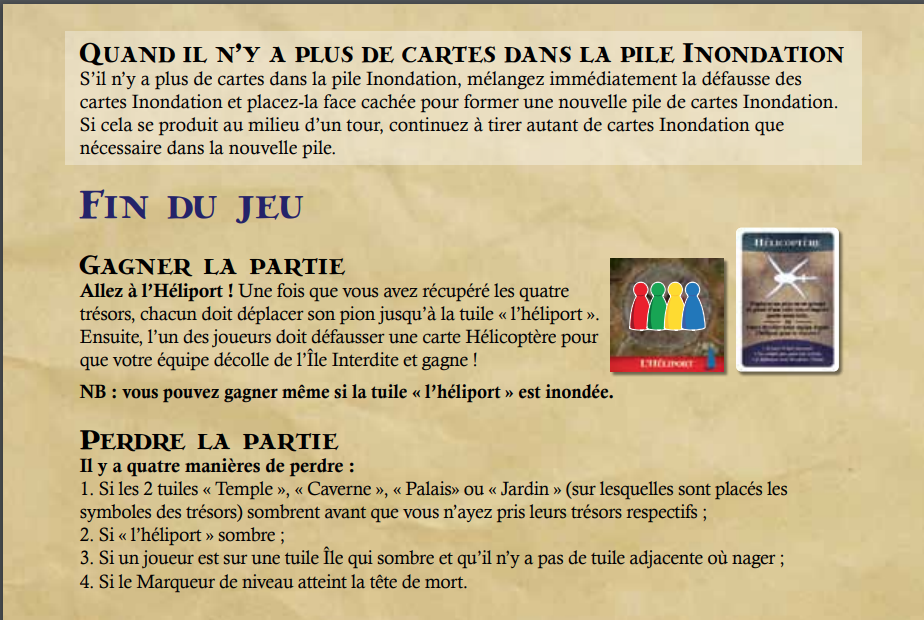 QUAND IL N'Y A PLUS DE CARTES DANS LA PILE INONDATION
S'il n'y a plus de cartes dans la pile Inondation, mélangez immédiatement la défausse des
cartes Inondation et placez-la face cachée pour former une nouvelle pile de cartes Inondation.
Si cela se produit au milieu d'un tour, continuez à tirer autant de cartes Inondation que
nécessaire dans la nouvelle pile.
FIN DU JEU
GAGNER LA PARTIE
Allez à l'Héliport ! Une fois que vous avez récupéré les quatre
trésors, chacun doit déplacer son pion jusqu'à la tuile « l'héliport ».
Ensuite, l'un des joueurs doit défausser une carte Hélicoptère pour
que votre équipe décolle de l'Île Interdite et gagne !
NB : vous pouvez gagner même si la tuile « l'héliport » est inondée.
L'HÉLIPORT
HÉLICOPTÈRE
PERDRE LA PARTIE
Il y a quatre manières de perdre :
1. Si les 2 tuiles « Temple », « Caverne », « Palais» ou « Jardin » (sur lesquelles sont placés les
symboles des trésors) sombrent avant que vous n'ayez pris leurs trésors respectifs ;
2. Si « l'héliport » sombre ;
3. Si un joueur est sur une tuile Île qui sombre et qu'il n'y a pas de tuile adjacente où nager ;
4. Si le Marqueur de niveau atteint la tête de mort.